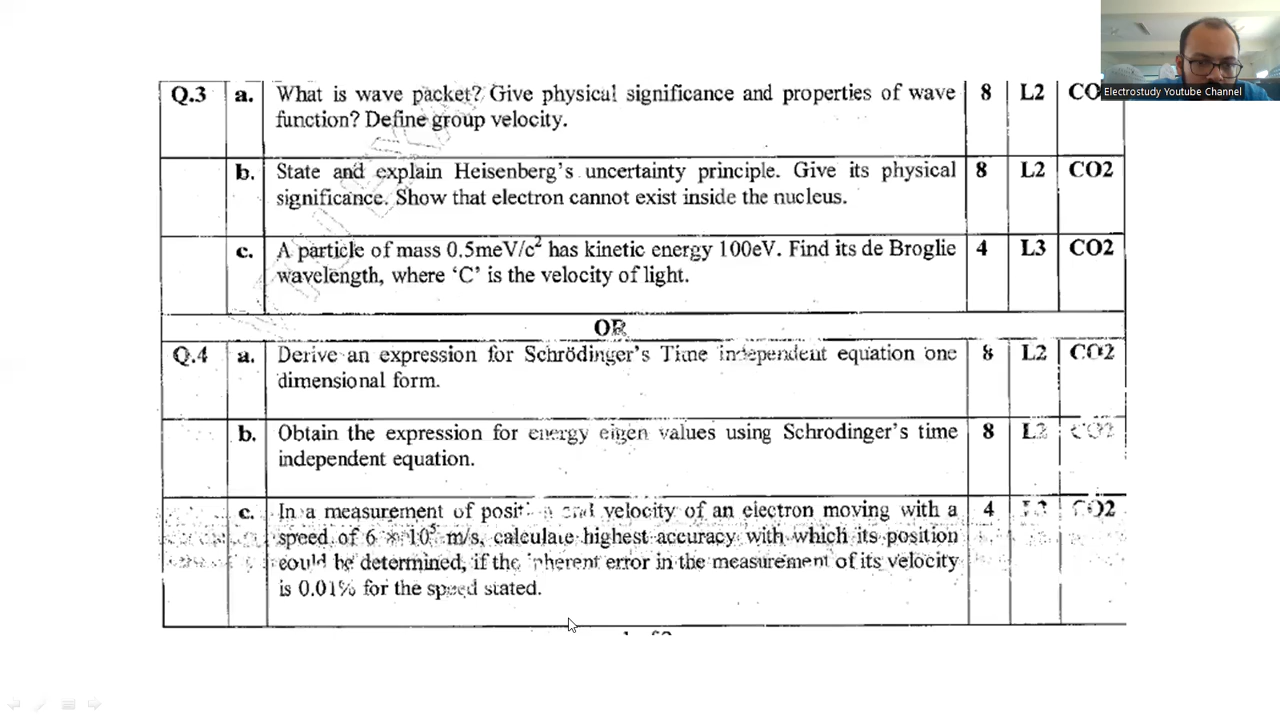 Electrostudy Youtube Channel
Q.3 a. What is wave packet? Give physical significance and properties of wave 8 L2 CO
function? Define group velocity.
b. State and explain Heisenberg's uncertainty principle. Give its physical 8 L2 CO2
significance. Show that electron cannot exist inside the nucleus.
c. A particle of mass 0.5meV/c² has kinetic energy 100eV. Find its de Broglie 4 L3 CO2
wavelength, where 'C' is the velocity of light.
OR
Q.4 a. Derive an expression for Schrödinger's Time independent equation one 8 L2 CO2
dimensional form.
b. Obtain the expression for energy eigen values using Schrodinger's time 8 CO2
independent equation.
c. In a measurement of velocity of an electron moving with a 4 CO2
speed of 6 * 10⁵ m/s, calculate highest accuracy with which its position
could be determined, if the error in the measurement of its velocity
is 0.01% for the speed stated.